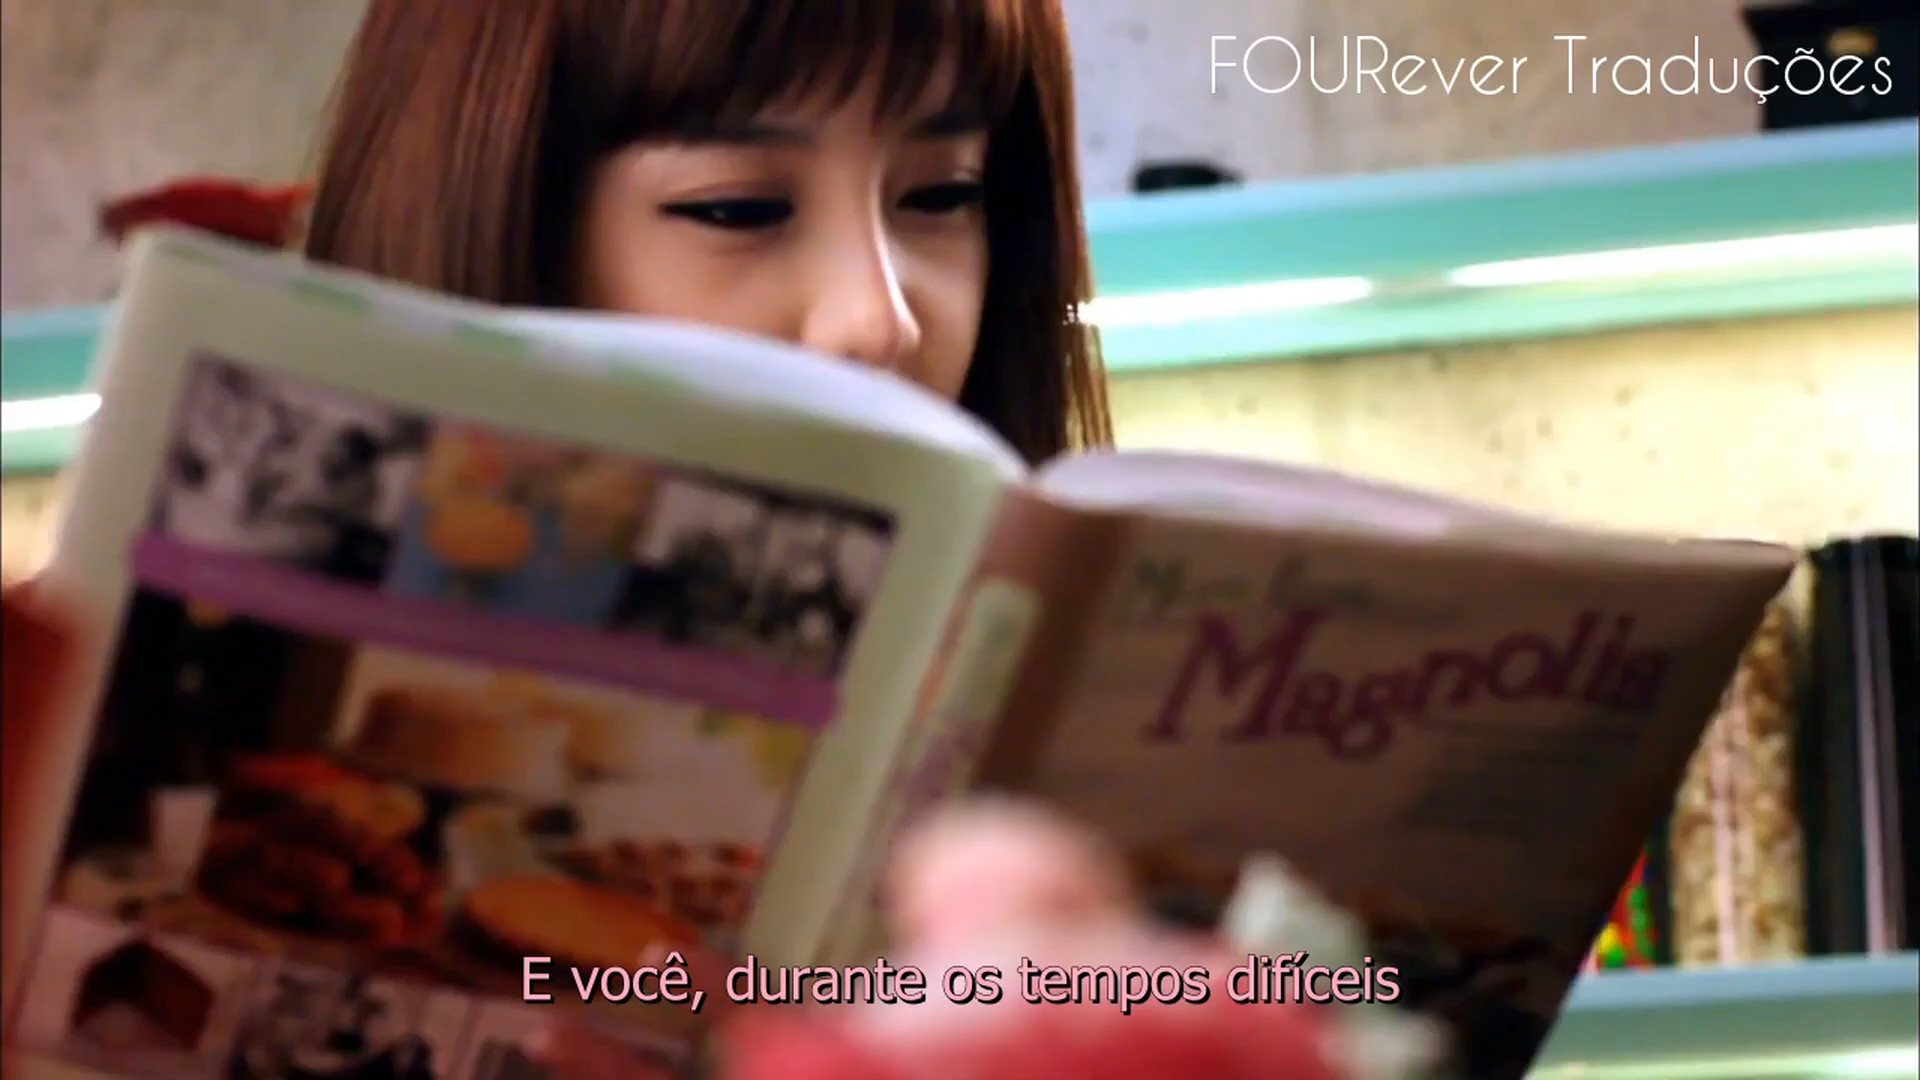 FOURever Traduções
Magnolia
E você, durante os tempos difíceis